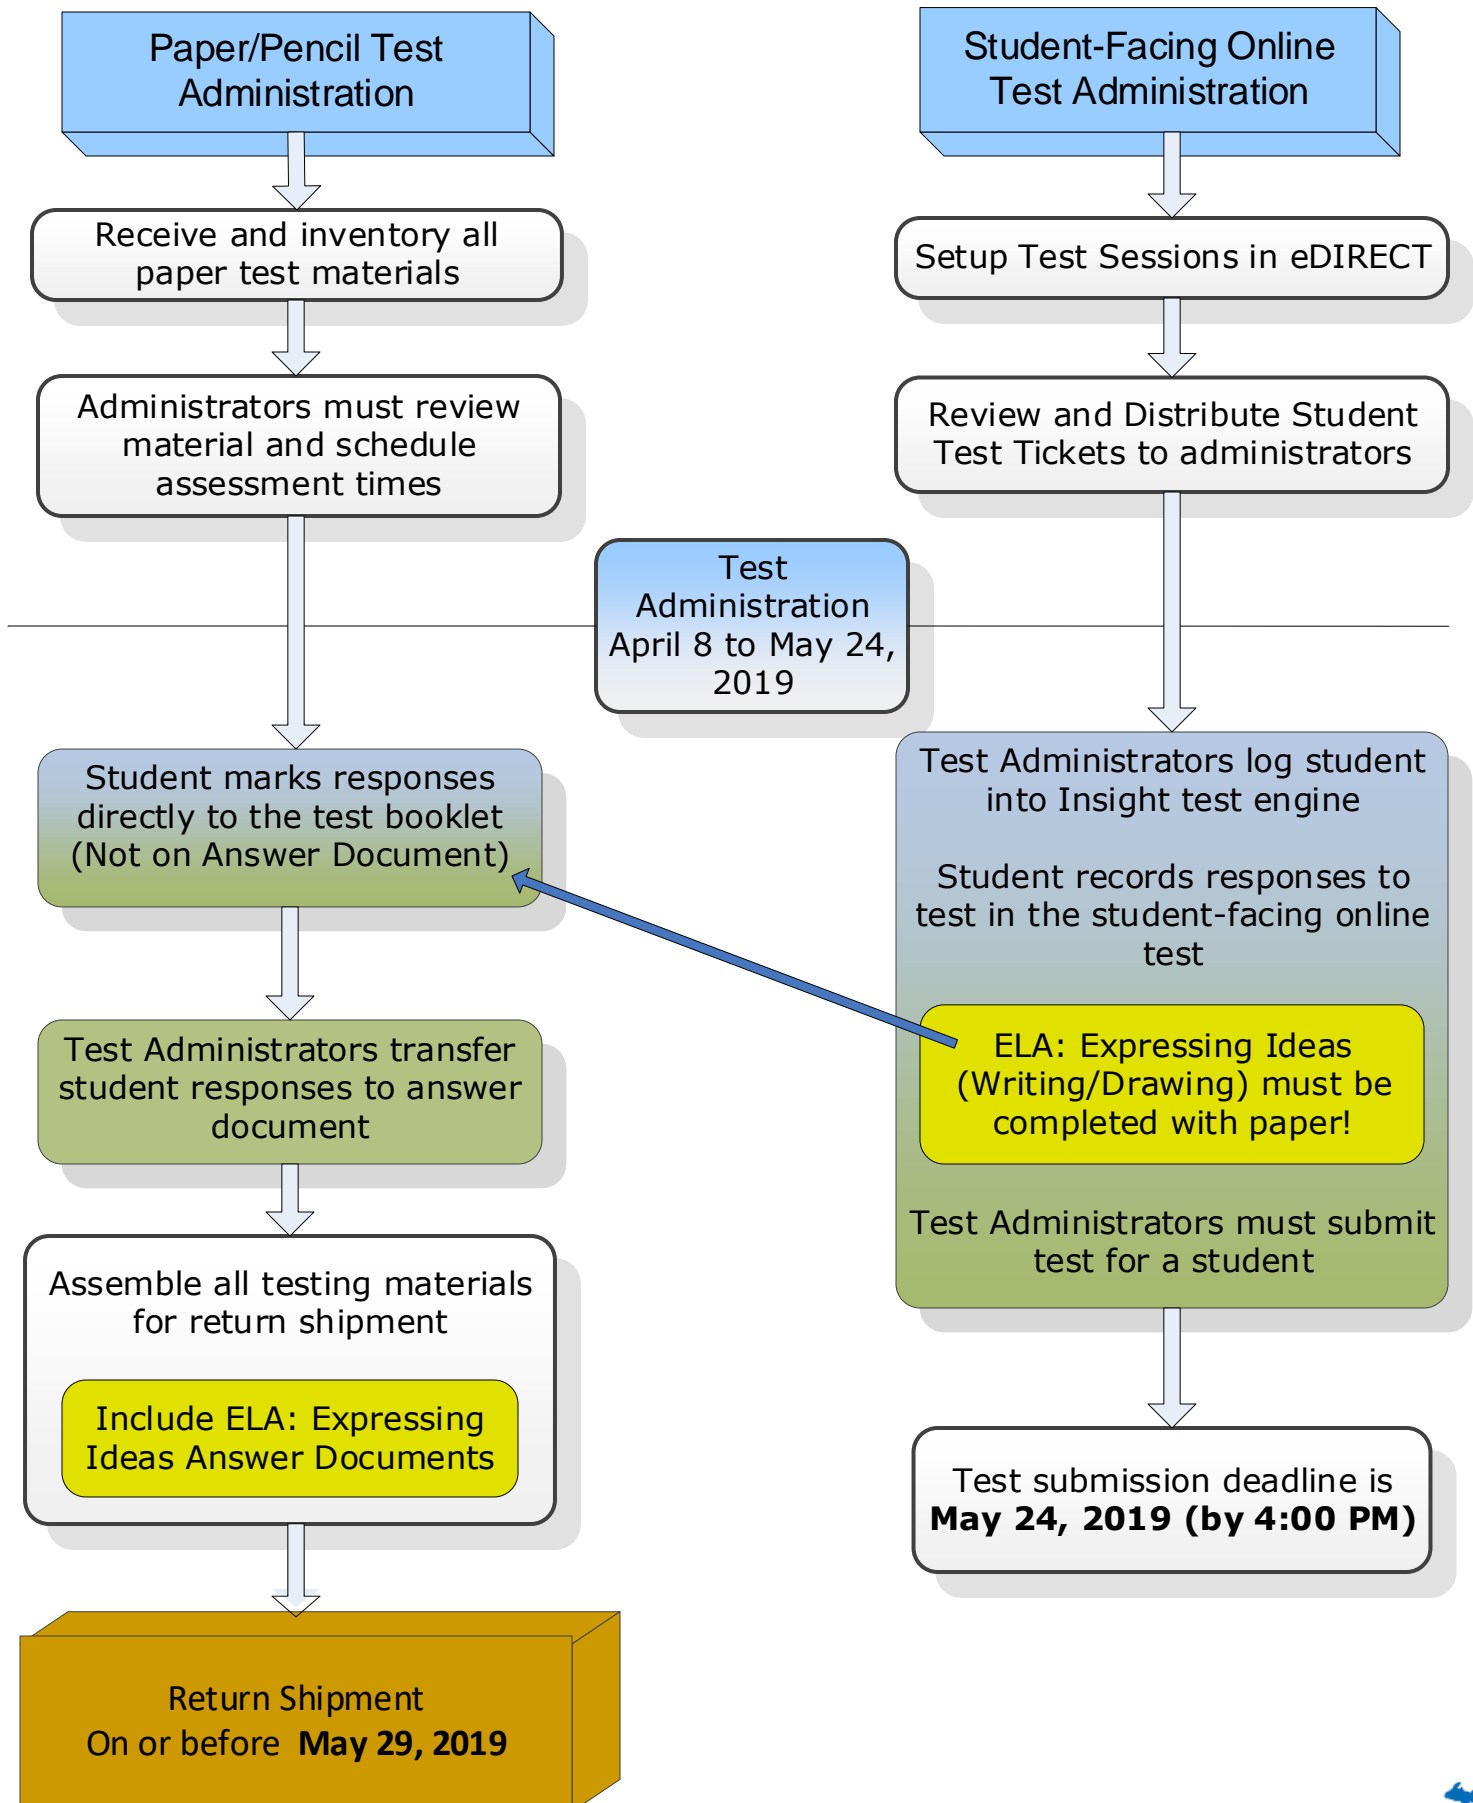 Paper/Pencil Test
Administration
Receive and inventory all
paper test materials
Administrators must review
material and schedule
assessment times
Student-Facing Online
Test Administration
Setup Test Sessions in eDIRECT
Review and Distribute Student
Test Tickets to administrators
Test
Administration
April 8 to May 24,
2019
Student marks responses
directly to the test booklet
(Not on Answer Document)
Test Administrators transfer
student responses to answer
document
Assemble all testing materials
for return shipment
Include ELA: Expressing
Ideas Answer Documents
Return Shipment
On or before May 29, 2019
Test Administrators log student
into Insight test engine
Student records responses to
test in the student-facing online
test
ELA: Expressing Ideas
(Writing/Drawing) must be
completed with paper!
Test Administrators must submit
test for a student
Test submission deadline is
May 24, 2019 (by 4:00 PM)